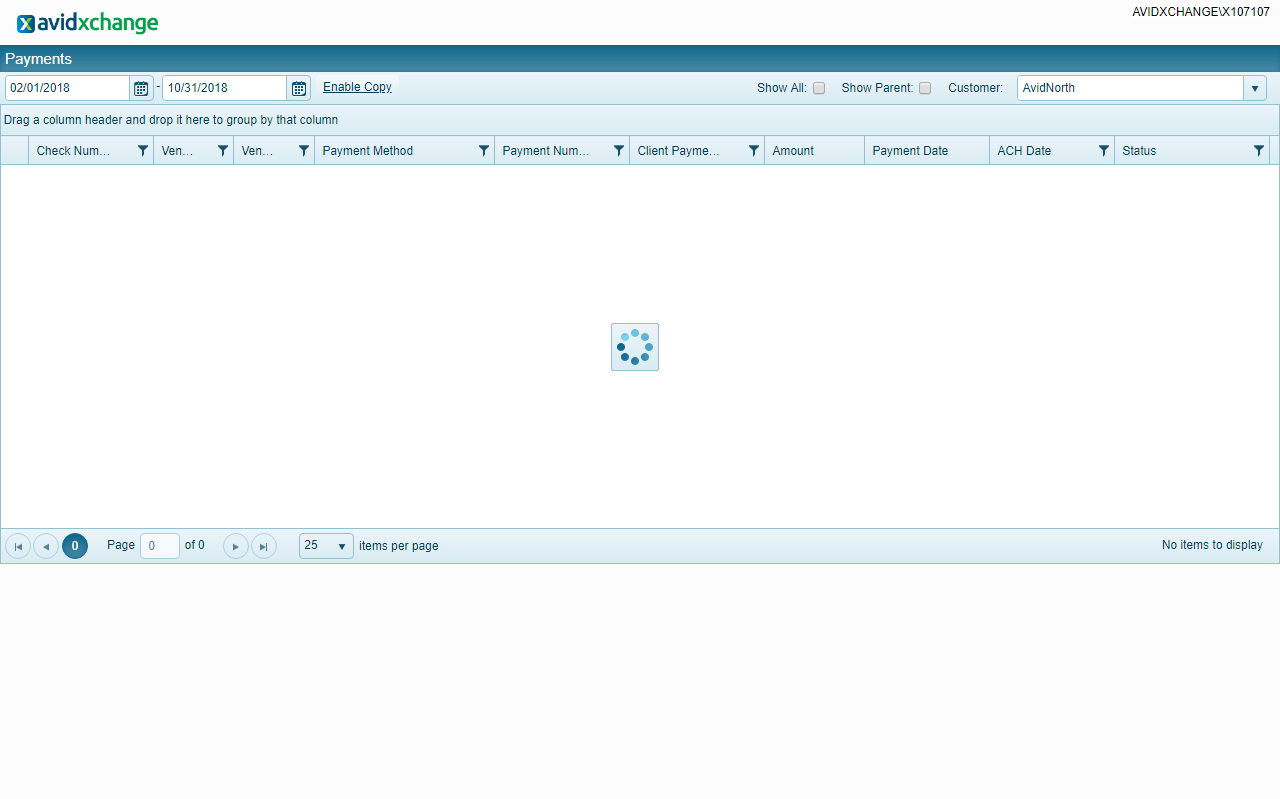 avidxchange
AVIDXCHANGE\X107107
Payments
02/01/2018 - 10/31/2018 Enable Copy Show All: Show Parent: Customer: AvidNorth
Drag a column header and drop it here to group by that column
Check Num... Ven... Ven... Payment Method Payment Num... Client Payme... Amount Payment Date ACH Date Status
0 Page 0 of 0 25 items per page No items to display